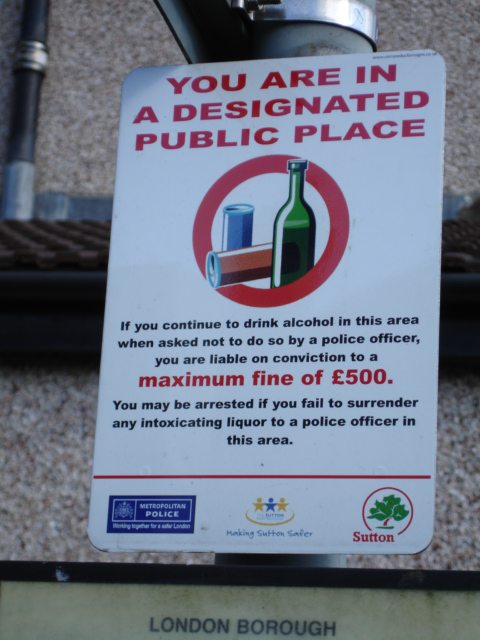 YOU ARE IN
A DESIGNATED
PUBLIC PLACE
If you continue to drink alcohol in this area
when asked not to do so by a police officer,
you are liable on conviction to a
maximum fine of £500.
You may be arrested if you fail to surrender
any intoxicating liquor to a police officer in
this area.
METROPOLITAN
POLICE
Working together for a safer London
Making Sutton Safer
Sutton
LONDON BOROUGH